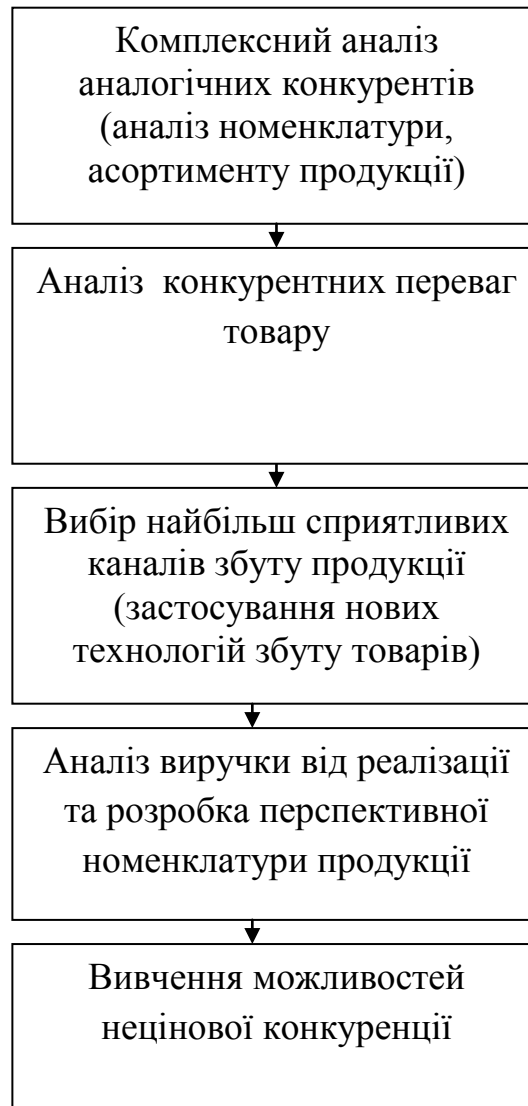 Комплексний аналіз
аналогічних конкурентів
(аналіз номенклатури,
асортименту продукції)
Аналіз  конкурентних переваг
товару
Вибір найбільш сприятливих
каналів збуту продукції
(застосування нових
технологій збуту товарів)
Аналіз виручки від реалізації
та розробка перспективної
номенклатури продукції
Вивчення можливостей
нецінової конкуренції